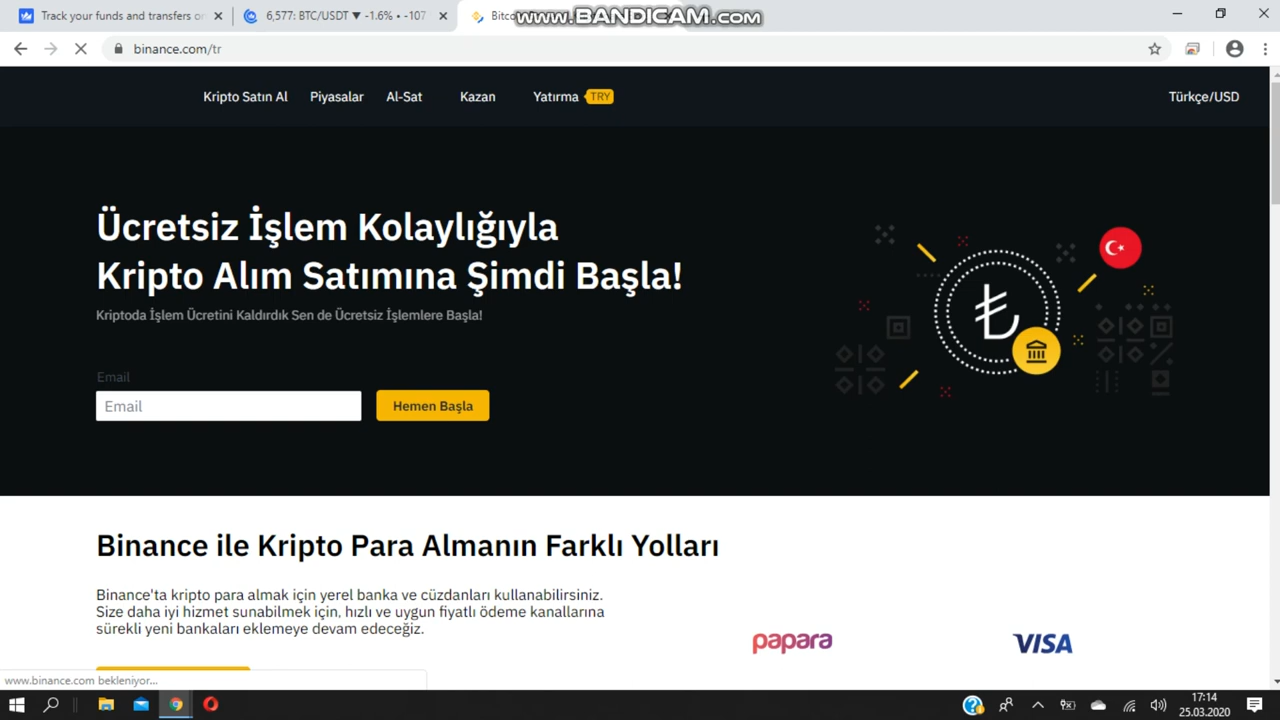 Track your funds and transfers or
6,577: BTC/USDT ▼ -1.6% • -107
Bitco
www.BANDICAM.com
binance.com/tr
Kripto Satın Al
Piyasalar
Al-Sat
Kazan
Yatırma TRY
Türkçe/USD
Ücretsiz İşlem Kolaylığıyla
Kripto Alım Satımına Şimdi Başla!
Kriptoda İşlem Ücretini Kaldırdık Sen de Ücretsiz İşlemlere Başla!
Email
Email
Hemen Başla
Binance ile Kripto Para Almanın Farklı Yolları
Binance'ta kripto para almak için yerel banka ve cüzdanları kullanabilirsiniz.
Size daha iyi hizmet sunabilmek için, hızlı ve uygun fiyatlı ödeme kanallarına
sürekli yeni bankaları eklemeye devam edeceğiz.
papara
VISA
www.binance.com bekleniyor...
17:14
25.03.2020